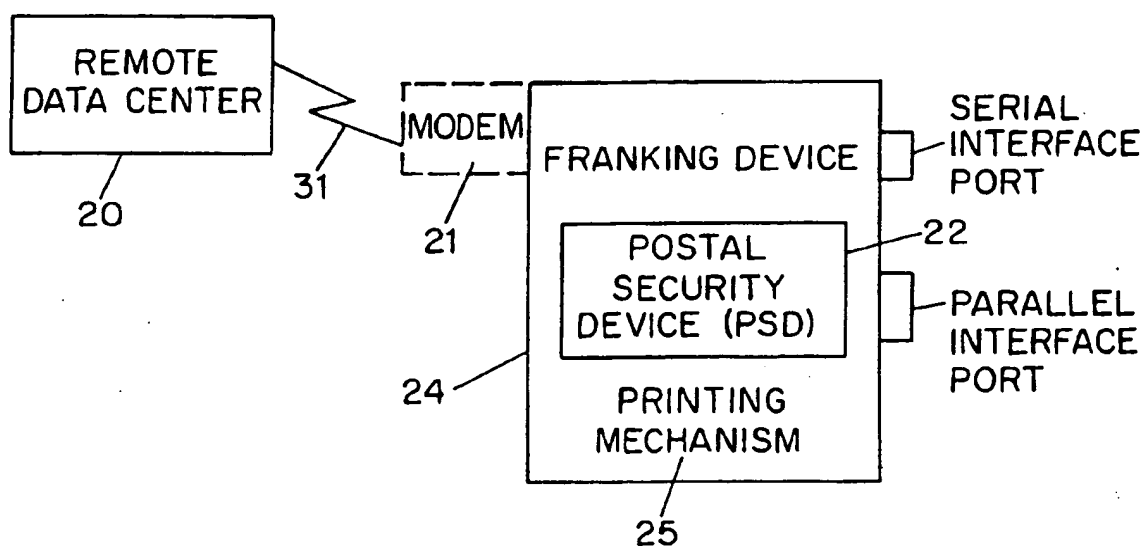 REMOTE
DATA CENTER
20
31
MODEM
21
FRANKING DEVICE
SERIAL
INTERFACE
PORT
POSTAL
SECURITY
DEVICE (PSD)
22
PARALLEL
INTERFACE
PORT
24
PRINTING
MECHANISM
25